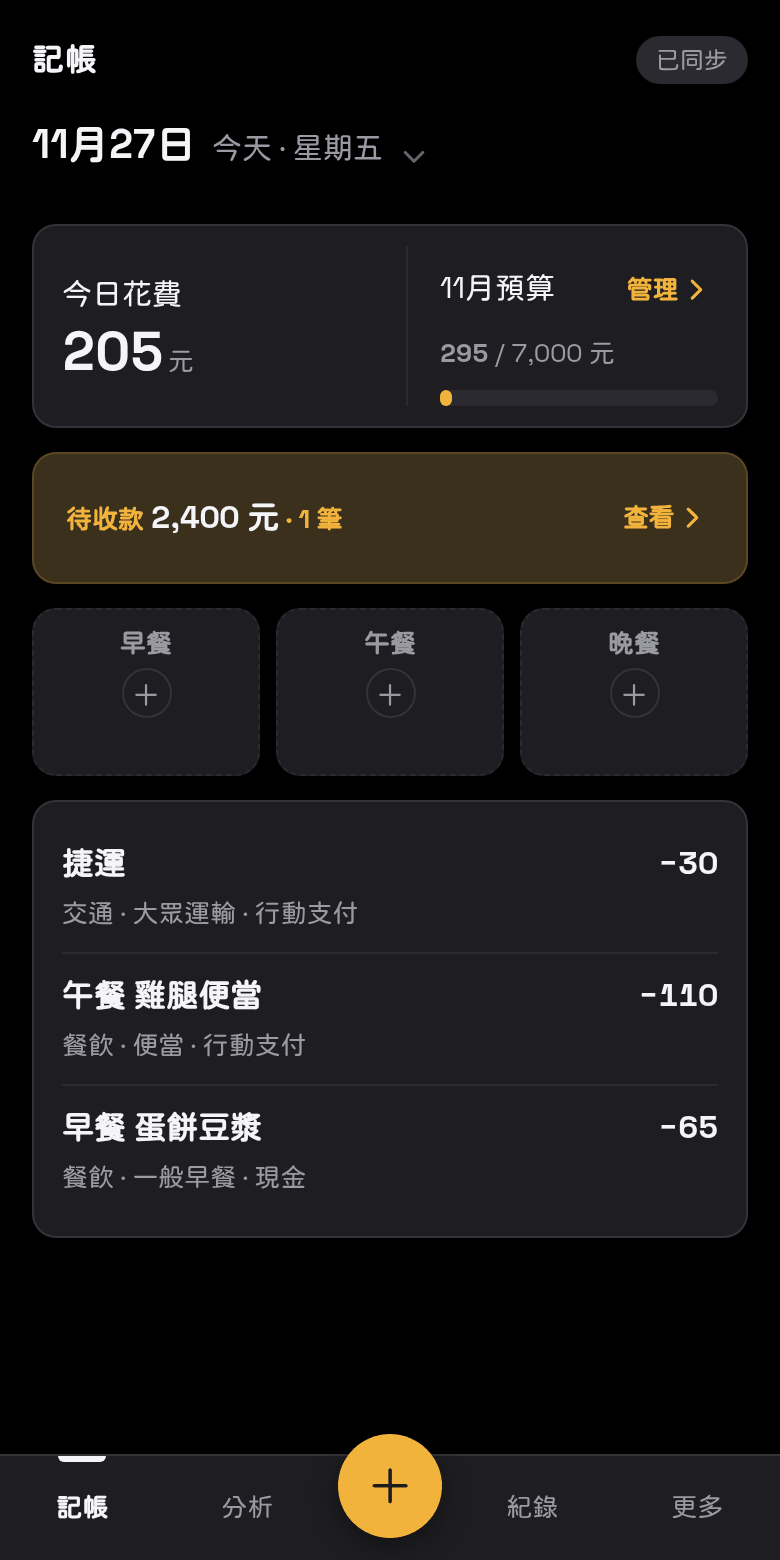 記帳
已同步
11月27日 今天 · 星期五
今日花費
205 元
11月預算
管理
295 / 7,000 元
待收款 2,400 元 · 1 筆
查看
早餐
午餐
晚餐
捷運
−30
交通 · 大眾運輸 · 行動支付
午餐 雞腿便當
−110
餐飲 · 便當 · 行動支付
早餐 蛋餅豆漿
−65
餐飲 · 一般早餐 · 現金
記帳
分析
紀錄
更多